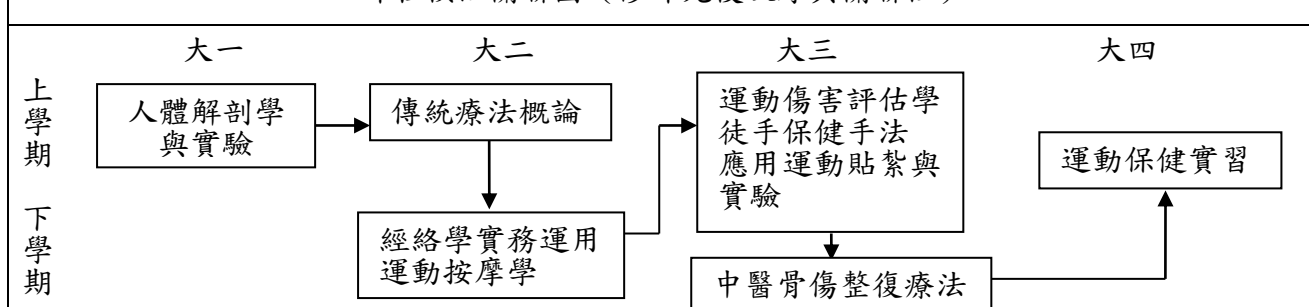 大一 大二 大三 大四
上學期
人體解剖學
與實驗
傳統療法概論
運動傷害評估學
徒手保健手法
應用運動貼紮與
實驗
運動保健實習
下學期
經絡學實務運用
運動按摩學
中醫骨傷整復療法